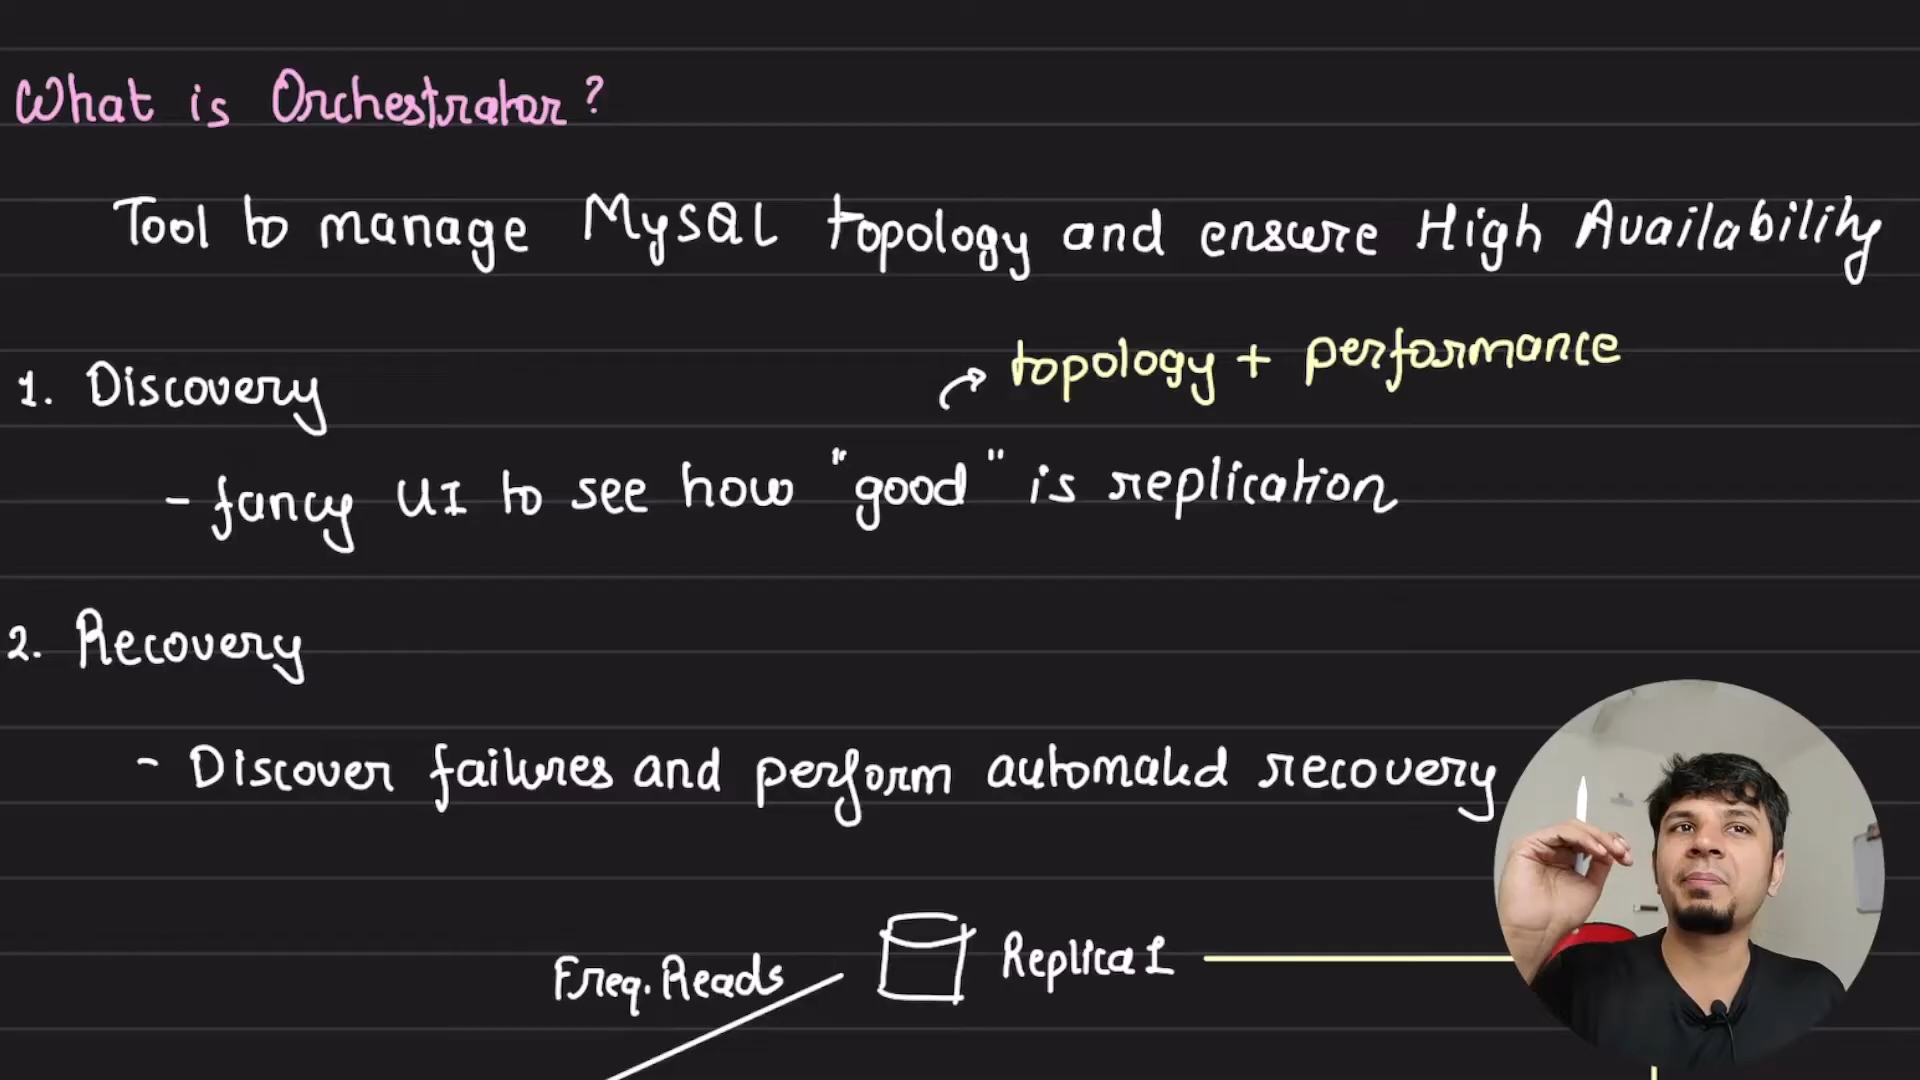 What is Orchestrator?
Tool to manage MySQL topology and ensure High Availability
topology + performance
1. Discovery
- fancy UI to see how "good" is replication
2. Recovery
- Discover failures and perform automated recovery
Freq. Reads
Replica 1